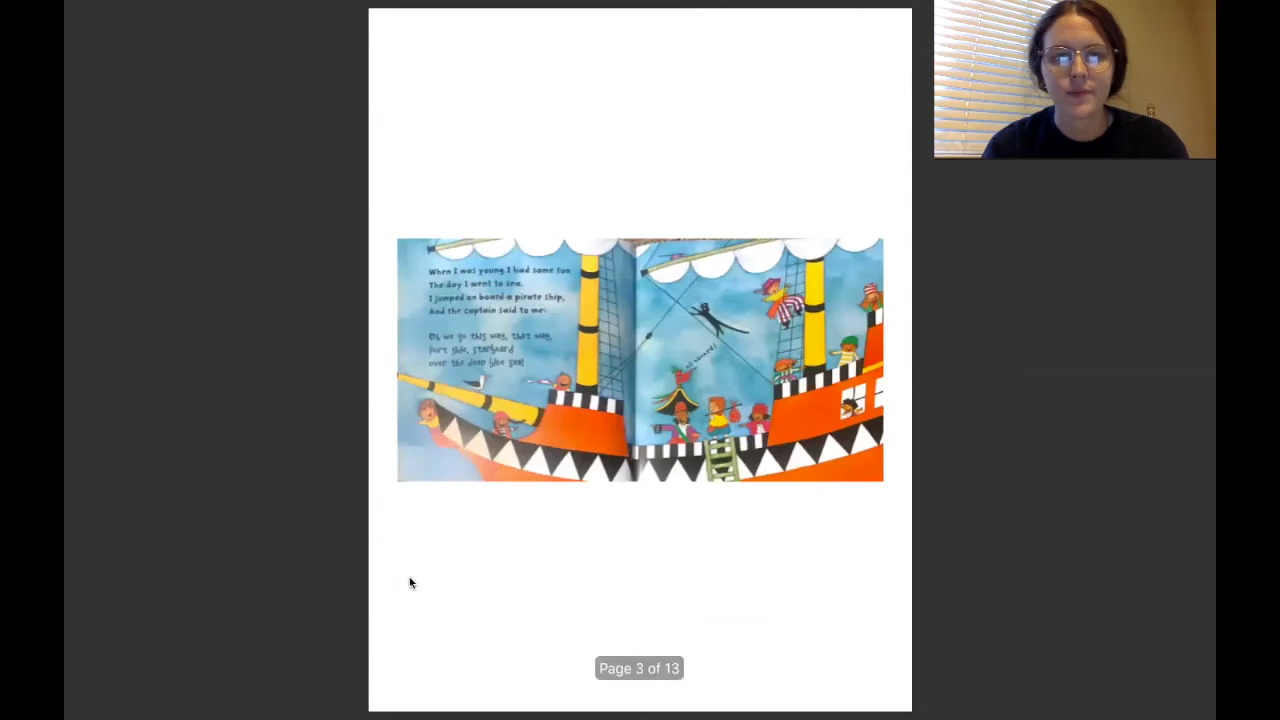 When I was young I had some fun
The day I went to sea.
I jumped on board a pirate ship,
And the captain said to me:
Oh we go this way, that way,
Port side, starboard
over the deep blue sea!
All aboard!
Page 3 of 13